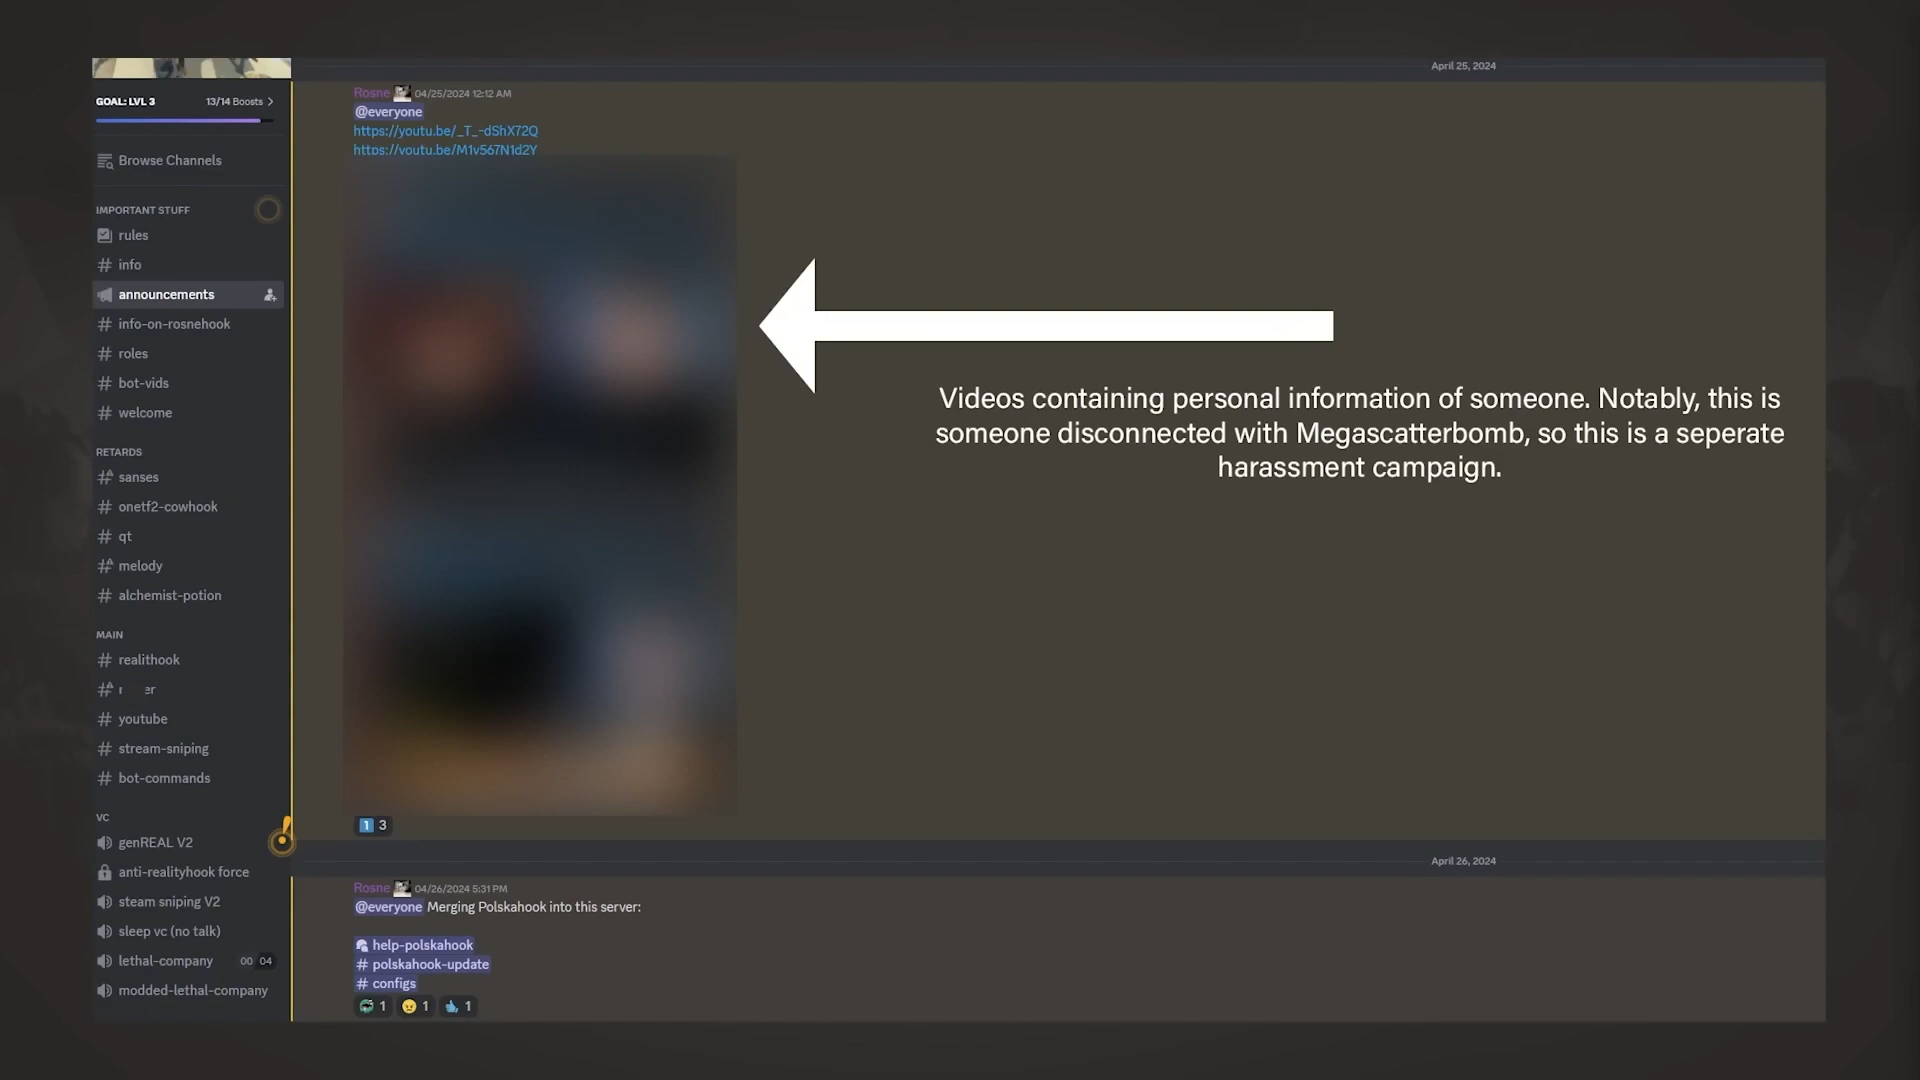 GOAL: LVL 3
13/14 Boosts
Browse Channels
IMPORTANT STUFF
rules
info
announcements
info-on-rosnehook
roles
bot-vids
welcome
RETARDS
sanses
onetf2-cowhook
qt
melody
alchemist-potion
MAIN
realithook
youtube
stream-sniping
bot-commands
VC
genREAL V2
anti-realityhook force
steam sniping V2
sleep vc (no talk)
lethal-company 00 04
modded-lethal-company
April 25, 2024
Rosne 04/25/2024 12:12 AM
@everyone
https://youtu.be/_T_-dShX72Q
https://youtu.be/M1v567N1d2Y
1 3
Videos containing personal information of someone. Notably, this is
someone disconnected with Megascatterbomb, so this is a seperate
harassment campaign.
April 26, 2024
Rosne 04/26/2024 5:31 PM
@everyone Merging Polskahook into this server:
help-polskahook
# polskahook-update
# configs
1 1 1